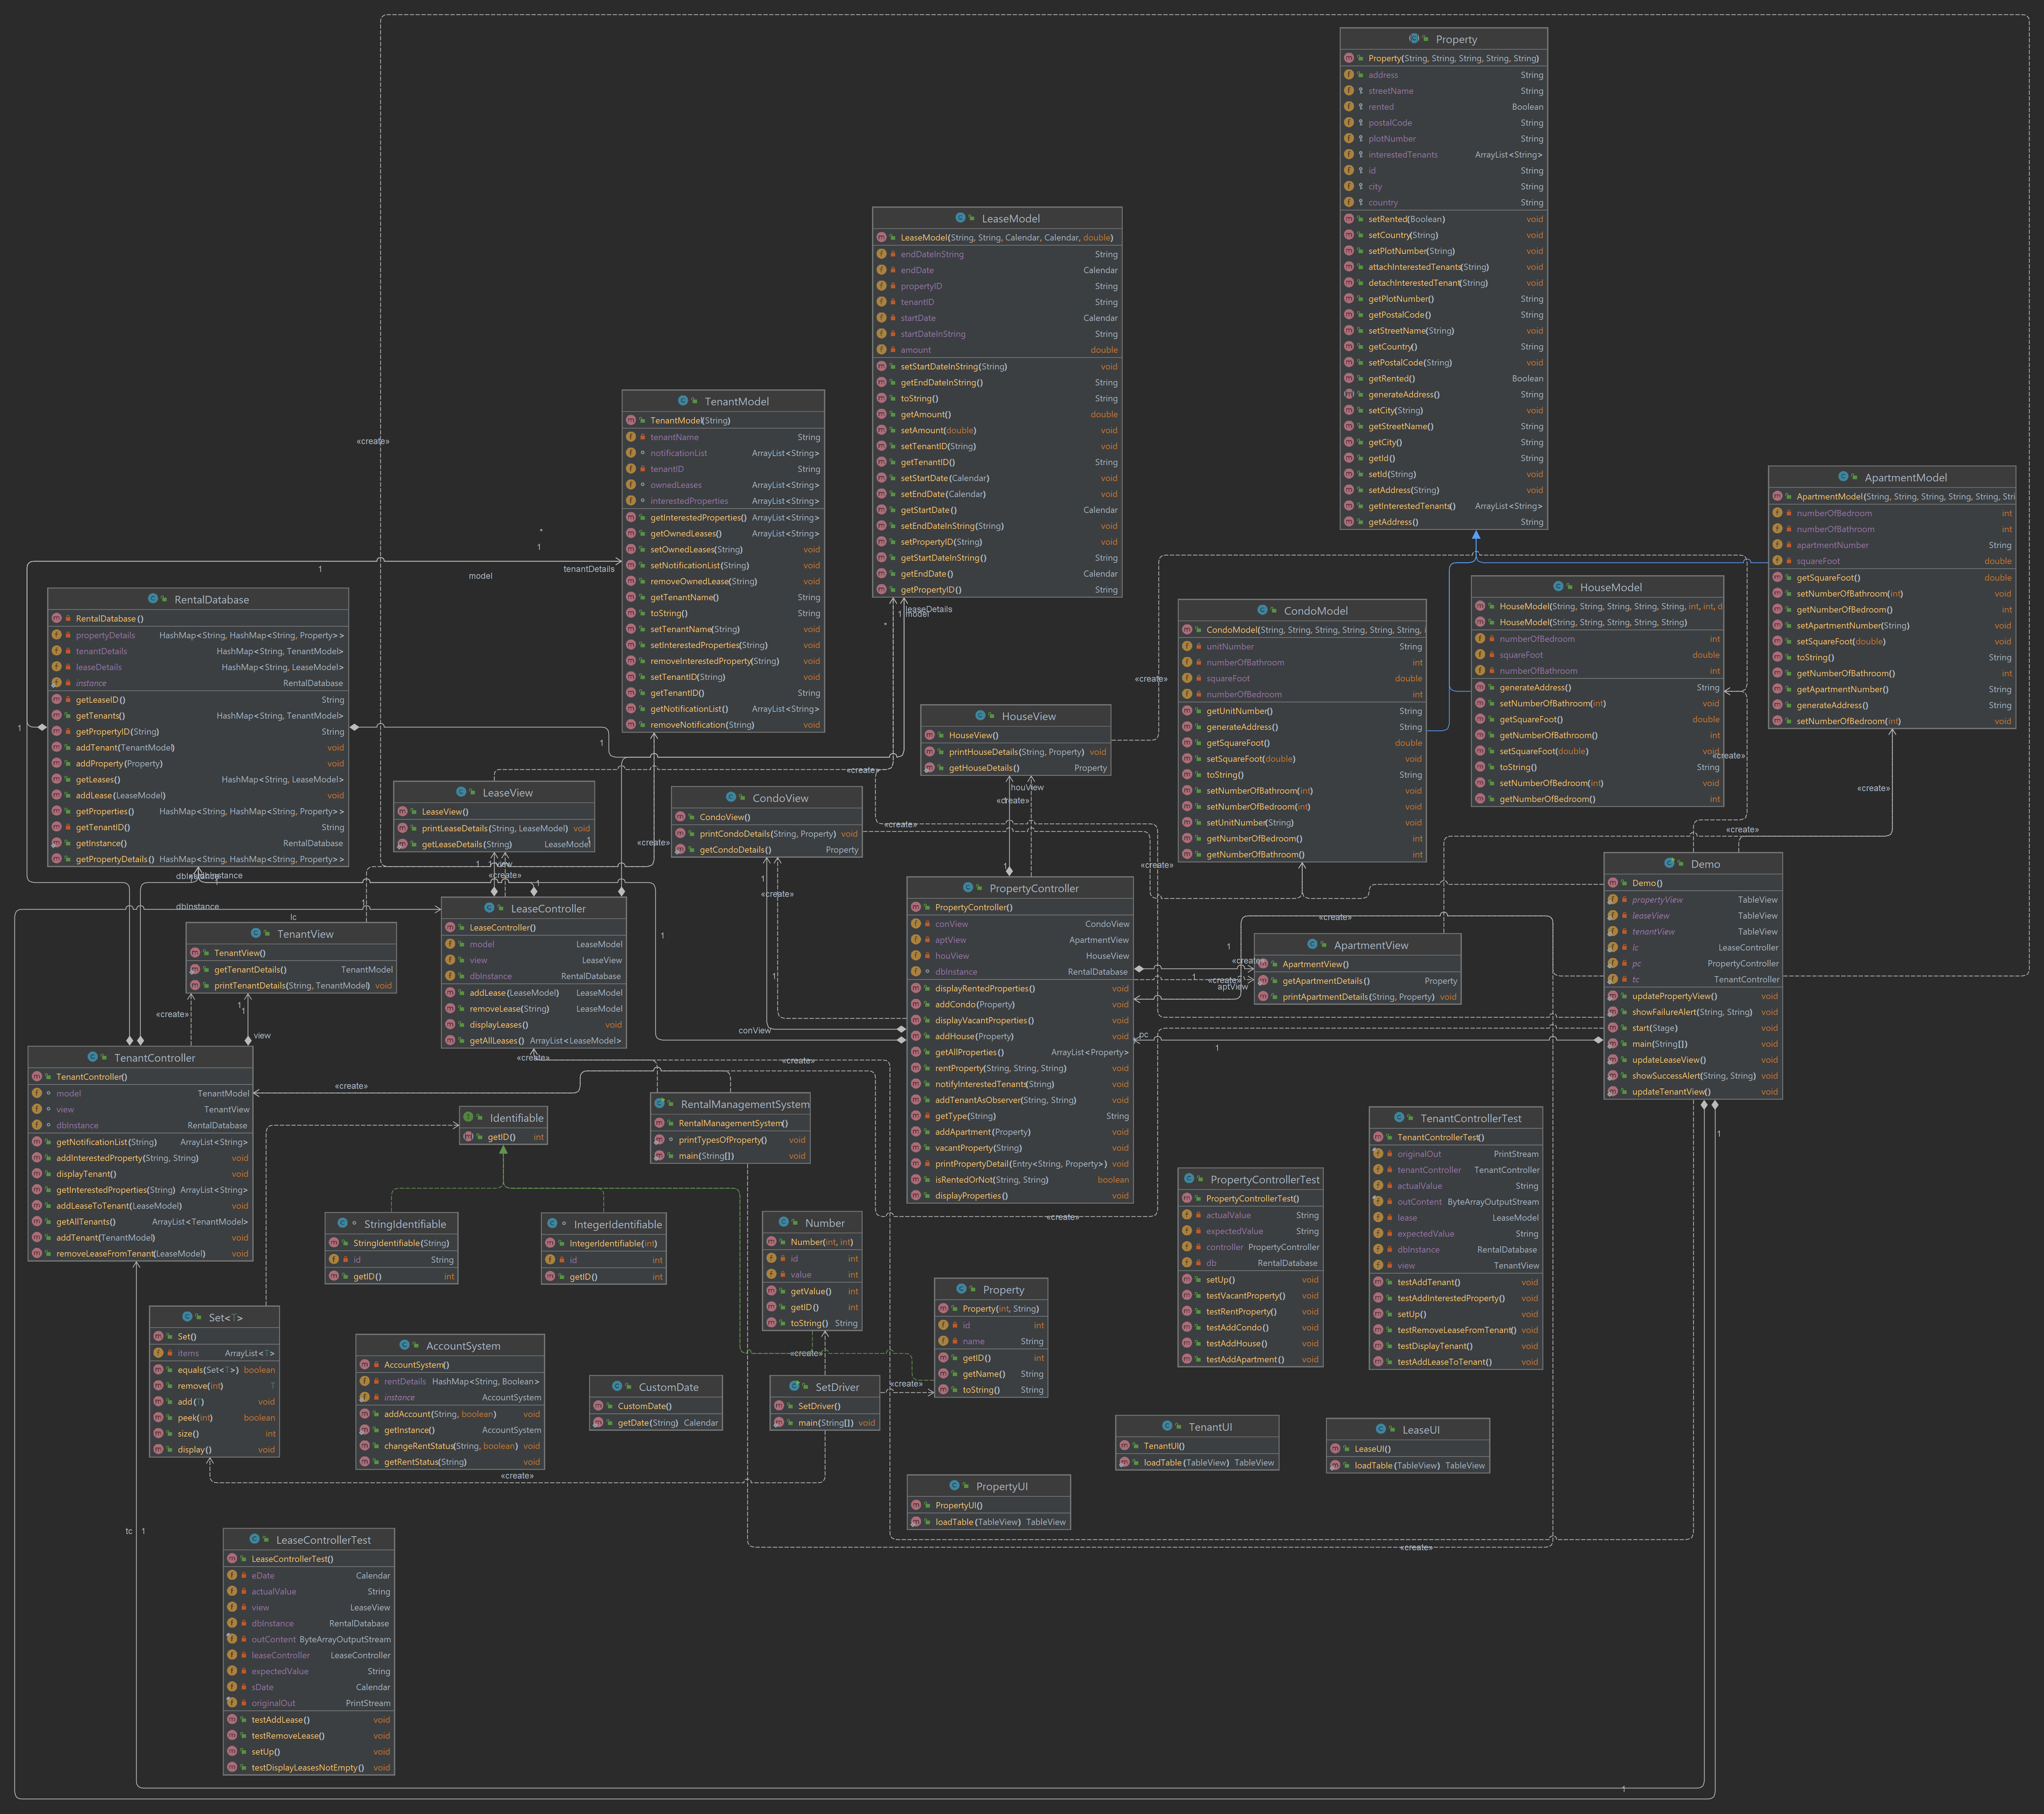 Property
Property(String, String, String, String, String)
address String
streetName String
rented Boolean
postalCode String
plotNumber String
interestedTenants ArrayList<String>
id String
city String
country String
setRented(Boolean) void
setCountry(String) void
setPlotNumber(String) void
attachInterestedTenants(String) void
detachInterestedTenant(String) void
getPlotNumber() String
getPostalCode() String
setStreetName(String) void
getCountry() String
setPostalCode(String) void
getRented() Boolean
generateAddress() String
setCity(String) void
getStreetName() String
getCity() String
getId() String
setId(String) void
setAddress(String) void
getInterestedTenants() ArrayList<String>
getAddress() String
LeaseModel
LeaseModel(String, String, Calendar, Calendar, double)
endDateInString String
endDate Calendar
propertyID String
tenantID String
startDate Calendar
startDateInString String
amount double
setStartDateInString(String) void
getEndDateInString() String
toString() String
getAmount() double
setAmount(double) void
setTenantID(String) void
getTenantID() String
setStartDate(Calendar) void
setEndDate(Calendar) void
getStartDate() Calendar
setEndDateInString(String) void
setPropertyID(String) void
getStartDateInString() String
getEndDate() Calendar
getPropertyID() String
TenantModel
TenantModel(String)
tenantName String
notificationList ArrayList<String>
tenantID String
ownedLeases ArrayList<String>
interestedProperties ArrayList<String>
getInterestedProperties() ArrayList<String>
getOwnedLeases() ArrayList<String>
setOwnedLeases(String) void
setNotificationList(String) void
removeOwnedLease(String) void
getTenantName() String
toString() String
setTenantName(String) void
setInterestedProperties(String) void
removeInterestedProperty(String) void
setTenantID(String) void
getTenantID() String
getNotificationList() ArrayList<String>
removeNotification(String) void
«create»
*
1
1
model
tenantDetails
ApartmentModel
ApartmentModel(String, String, String, String, String, Stri
numberOfBedroom int
numberOfBathroom int
apartmentNumber String
squareFoot double
getSquareFoot() double
setNumberOfBathroom(int) void
getNumberOfBedroom() int
setApartmentNumber(String) void
setSquareFoot(double) void
toString() String
getNumberOfBathroom() int
getApartmentNumber() String
generateAddress() String
setNumberOfBedroom(int) void
HouseModel
HouseModel(String, String, String, String, String, int, int, d
HouseModel(String, String, String, String, String)
numberOfBedroom int
squareFoot double
numberOfBathroom int
generateAddress() String
setNumberOfBathroom(int) void
getSquareFoot() double
getNumberOfBathroom() int
setSquareFoot(double) void
toString() String
setNumberOfBedroom(int) void
getNumberOfBedroom() int
«create»
CondoModel
CondoModel(String, String, String, String, String, String, i
unitNumber String
numberOfBathroom int
squareFoot double
numberOfBedroom int
getUnitNumber() String
generateAddress() String
getSquareFoot() double
setSquareFoot(double) void
toString() String
setNumberOfBathroom(int) void
setNumberOfBedroom(int) void
setUnitNumber(String) void
getNumberOfBedroom() int
getNumberOfBathroom() int
RentalDatabase
RentalDatabase()
propertyDetails HashMap<String, HashMap<String, Property>>
tenantDetails HashMap<String, TenantModel>
leaseDetails HashMap<String, LeaseModel>
instance RentalDatabase
getLeaseID() String
getTenants() HashMap<String, TenantModel>
getPropertyID(String) String
addTenant(TenantModel) void
addProperty(Property) void
getLeases() HashMap<String, LeaseModel>
addLease(LeaseModel) void
getProperties() HashMap<String, HashMap<String, Property>>
getTenantID() String
getInstance() RentalDatabase
getPropertyDetails() HashMap<String, HashMap<String, Property>>
leaseDetails
1 model
*
1
1
«create»
HouseView
HouseView()
printHouseDetails(String, Property) void
getHouseDetails() Property
«create»
houView
«create»
LeaseView
LeaseView()
printLeaseDetails(String, LeaseModel) void
getLeaseDetails(String) LeaseModel
CondoView
CondoView()
printCondoDetails(String, Property) void
getCondoDetails() Property
«create»
«create»
«create»
«create»
«create»
view
«create»
«create»
1
dbInstance
dbInstance
lc
1
1
TenantView
TenantView()
getTenantDetails() TenantModel
printTenantDetails(String, TenantModel) void
LeaseController
LeaseController()
model LeaseModel
view LeaseView
dbInstance RentalDatabase
addLease(LeaseModel) LeaseModel
removeLease(String) LeaseModel
displayLeases() void
getAllLeases() ArrayList<LeaseModel>
PropertyController
PropertyController()
conView CondoView
aptView ApartmentView
houView HouseView
dbInstance RentalDatabase
displayRentedProperties() void
addCondo(Property) void
displayVacantProperties() void
addHouse(Property) void
getAllProperties() ArrayList<Property>
rentProperty(String, String, String) void
notifyInterestedTenants(String) void
addTenantAsObserver(String, String) void
getType(String) String
addApartment(Property) void
vacantProperty(String) void
printPropertyDetail(Entry<String, Property>) void
isRentedOrNot(String, String) boolean
displayProperties() void
«create»
1
ApartmentView
ApartmentView()
getApartmentDetails() Property
printApartmentDetails(String, Property) void
«create»
1
«create»
aptView
Demo
Demo()
propertyView TableView
leaseView TableView
tenantView TableView
lc LeaseController
pc PropertyController
tc TenantController
updatePropertyView() void
showFailureAlert(String, String) void
start(Stage) void
main(String[]) void
updateLeaseView() void
showSuccessAlert(String, String) void
updateTenantView() void
«create»
1
view
conView
1
pc
1
1
TenantController
TenantController()
model TenantModel
view TenantView
dbInstance RentalDatabase
getNotificationList(String) ArrayList<String>
addInterestedProperty(String, String) void
displayTenant() void
getInterestedProperties(String) ArrayList<String>
addLeaseToTenant(LeaseModel) void
getAllTenants() ArrayList<TenantModel>
addTenant(TenantModel) void
removeLeaseFromTenant(LeaseModel) void
«create»
«create»
«create»
Identifiable
getID() int
RentalManagementSystem
RentalManagementSystem()
printTypesOfProperty() void
main(String[]) void
«create»
TenantControllerTest
TenantControllerTest()
originalOut PrintStream
tenantController TenantController
actualValue String
outContent ByteArrayOutputStream
lease LeaseModel
expectedValue String
dbInstance RentalDatabase
view TenantView
testAddTenant() void
testAddInterestedProperty() void
setUp() void
testRemoveLeaseFromTenant() void
testDisplayTenant() void
testAddLeaseToTenant() void
PropertyControllerTest
PropertyControllerTest()
actualValue String
expectedValue String
controller PropertyController
db RentalDatabase
setUp() void
testVacantProperty() void
testRentProperty() void
testAddCondo() void
testAddHouse() void
testAddApartment() void
StringIdentifiable
StringIdentifiable(String)
id String
getID() int
IntegerIdentifiable
IntegerIdentifiable(int)
id int
getID() int
Number
Number(int, int)
id int
value int
getValue() int
getID() int
toString() String
Property
Property(int, String)
id int
name String
getID() int
getName() String
toString() String
Set<T>
Set()
items ArrayList<T>
equals(Set<T>) boolean
remove(int) T
add(T) void
peek(int) boolean
size() int
display() void
AccountSystem
AccountSystem()
rentDetails HashMap<String, Boolean>
instance AccountSystem
addAccount(String, boolean) void
getInstance() AccountSystem
changeRentStatus(String, boolean) void
getRentStatus(String) void
CustomDate
CustomDate()
getDate(String) Calendar
«create»
SetDriver
SetDriver()
main(String[]) void
«create»
«create»
TenantUI
TenantUI()
loadTable(TableView) TableView
LeaseUI
LeaseUI()
loadTable(TableView) TableView
PropertyUI
PropertyUI()
loadTable(TableView) TableView
«create»
tc 1
LeaseControllerTest
LeaseControllerTest()
eDate Calendar
actualValue String
view LeaseView
dbInstance RentalDatabase
outContent ByteArrayOutputStream
leaseController LeaseController
expectedValue String
sDate Calendar
originalOut PrintStream
testAddLease() void
testRemoveLease() void
setUp() void
testDisplayLeasesNotEmpty() void
1